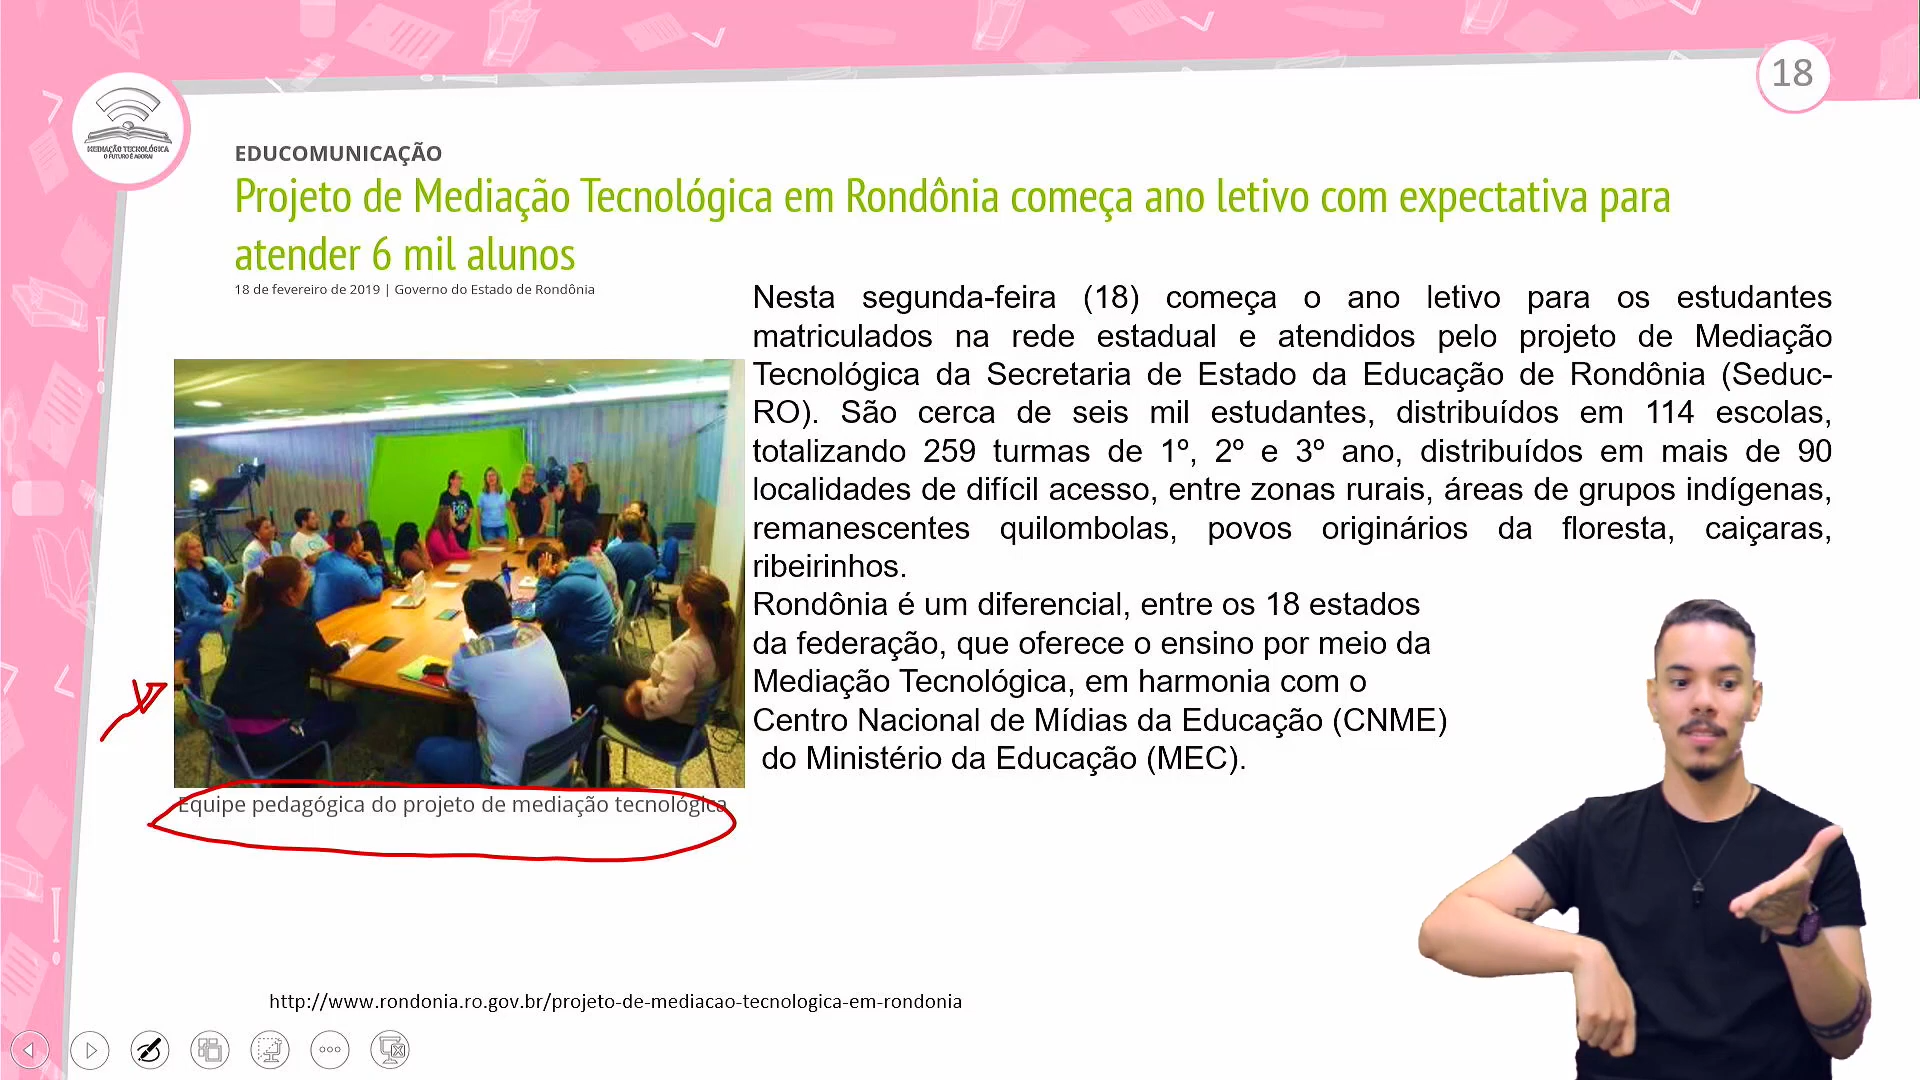 18
MEDIAÇÃO TECNOLÓGICA
O FUTURO É AGORA!
EDUCOMUNICAÇÃO
Projeto de Mediação Tecnológica em Rondônia começa ano letivo com expectativa para
atender 6 mil alunos
18 de fevereiro de 2019 | Governo do Estado de Rondônia
Nesta segunda-feira (18) começa o ano letivo para os estudantes
matriculados na rede estadual e atendidos pelo projeto de Mediação
Tecnológica da Secretaria de Estado da Educação de Rondônia (Seduc-
RO). São cerca de seis mil estudantes, distribuídos em 114 escolas,
totalizando 259 turmas de 1º, 2º e 3º ano, distribuídos em mais de 90
localidades de difícil acesso, entre zonas rurais, áreas de grupos indígenas,
remanescentes quilombolas, povos originários da floresta, caiçaras,
ribeirinhos.
Rondônia é um diferencial, entre os 18 estados
da federação, que oferece o ensino por meio da
Mediação Tecnológica, em harmonia com o
Centro Nacional de Mídias da Educação (CNME)
do Ministério da Educação (MEC).
Equipe pedagógica do projeto de mediação tecnológica
http://www.rondonia.ro.gov.br/projeto-de-mediacao-tecnologica-em-rondonia